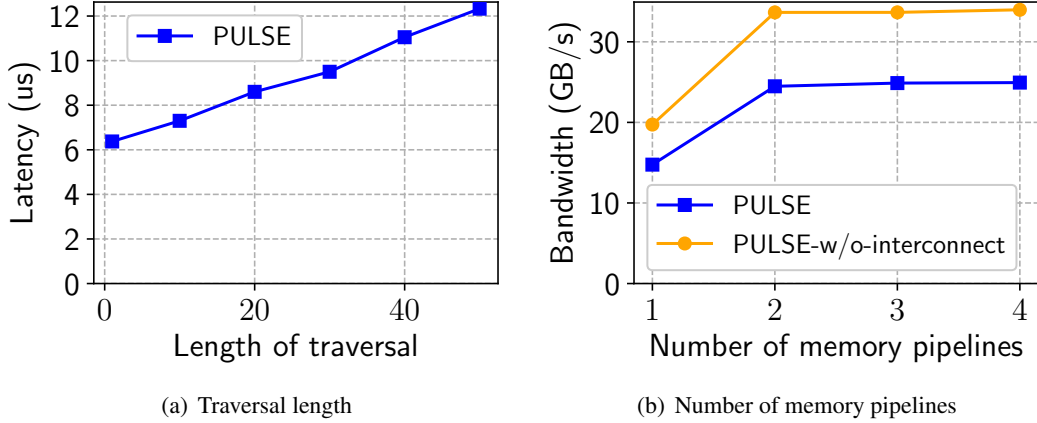 12
10
8
6
4
2
0
Latency (us)
PULSE
0
20
40
Length of traversal
(a) Traversal length
30
20
10
0
Bandwidth (GB/s)
PULSE
PULSE-w/o-interconnect
1
2
3
4
Number of memory pipelines
(b) Number of memory pipelines